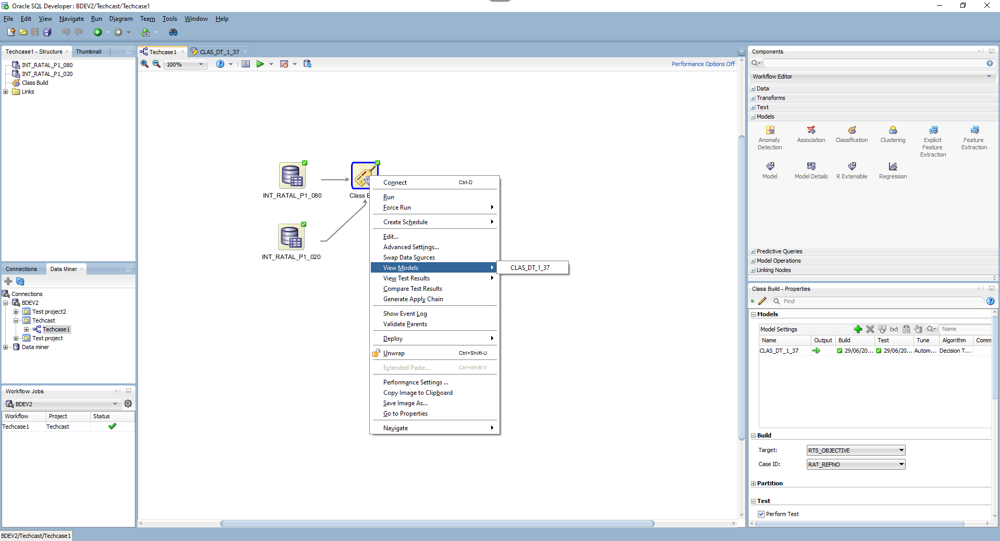 Oracle SQL Developer : BDEV2/Techcast/Techcase1
File Edit View Navigate Run Diagram Team Tools Window Help
Techcase1 - Structure
Thumbnail
INT_RATAL_P1_080
INT_RATAL_P1_020
Class Build
Links
Connections
Data Miner
Connections
BDEV2
Test project2
Techcast
Techcase1
Test project
Data miner
Workflow Jobs
BDEV2
Workflow Project Status
Techcase1 Techcast
BDEV2/Techcast/Techcase1
Techcase1
CLAS_DT_1_37
100%
Performance Options Off
INT_RATAL_P1_080
Class B
INT_RATAL_P1_020
Connect Ctrl-D
Run
Force Run
Create Schedule
Edit...
Advanced Settings...
Swap Data Sources
View Models
CLAS_DT_1_37
View Test Results
Compare Test Results
Generate Apply Chain
Show Event Log
Validate Parents
Deploy
Unwrap Ctrl+Shift-U
Extended Paste... Ctrl+Shift-V
Performance Settings ...
Copy Image to Clipboard
Save Image As...
Go to Properties
Navigate
Components
Workflow Editor
Data
Transforms
Text
Models
Anomaly Detection
Association
Classification
Clustering
Explicit Feature Extraction
Feature Extraction
Model
Model Details
R Extensible
Regression
Predictive Queries
Model Operations
Linking Nodes
Class Build - Properties
Find
Models
Model Settings
Name
Name Output Build Test Tune Algorithm Comm
CLAS_DT_1_37 29/06/20... 29/06/20... Autom... Decision T...
Build
Target: RTS_OBJECTIVE
Case ID: RAT_REFNO
Partition
Test
Perform Test